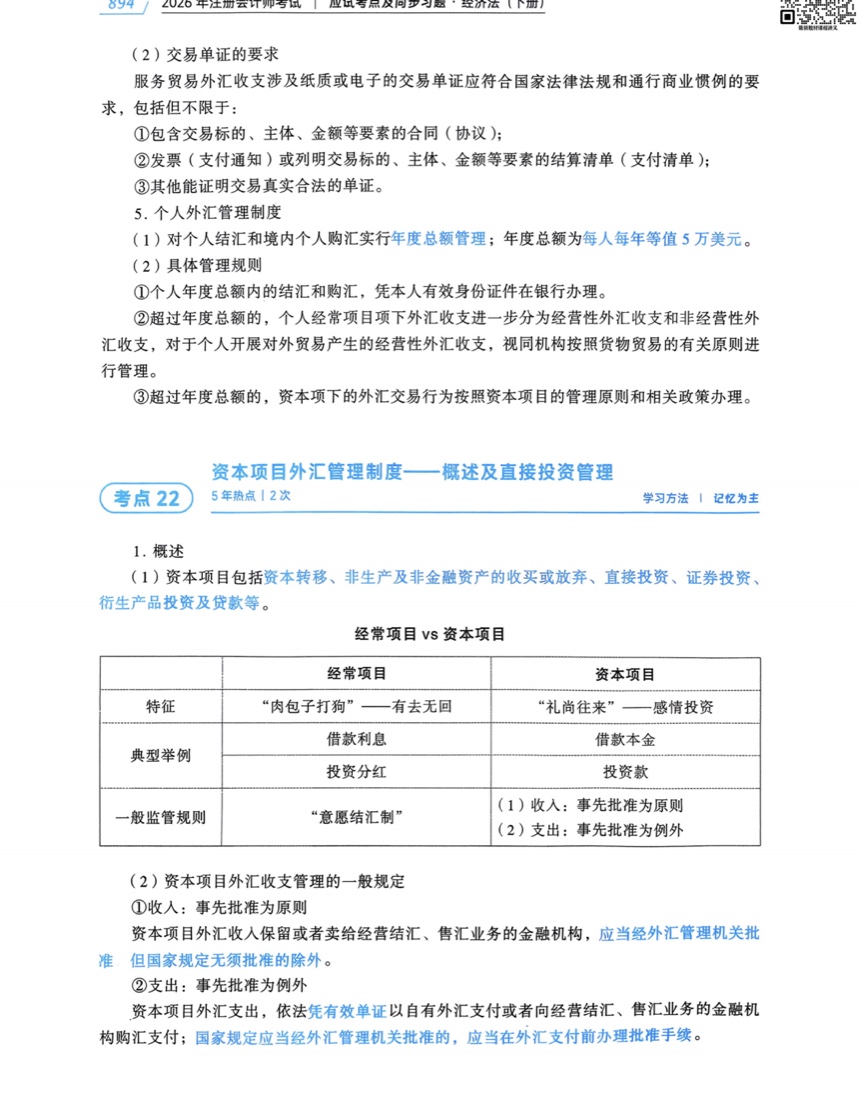 894 2026年注册会计师考试 | 应试考点及同步习题·经济法（下册）
（2）交易单证的要求
服务贸易外汇收支涉及纸质或电子的交易单证应符合国家法律法规和通行商业惯例的要
求，包括但不限于：
①包含交易标的、主体、金额等要素的合同（协议）；
②发票（支付通知）或列明交易标的、主体、金额等要素的结算清单（支付清单）；
③其他能证明交易真实合法的单证。
5. 个人外汇管理制度
（1）对个人结汇和境内个人购汇实行年度总额管理；年度总额为每人每年等值5万美元。
（2）具体管理规则
①个人年度总额内的结汇和购汇，凭本人有效身份证件在银行办理。
②超过年度总额的，个人经常项目项下外汇收支进一步分为经营性外汇收支和非经营性外
汇收支，对于个人开展对外贸易产生的经营性外汇收支，视同机构按照货物贸易的有关原则进
行管理。
③超过年度总额的，资本项下的外汇交易行为按照资本项目的管理原则和相关政策办理。
考点 22
资本项目外汇管理制度——概述及直接投资管理
5年热点 | 2次
学习方法 | 记忆为主
1. 概述
（1）资本项目包括资本转移、非生产及非金融资产的收买或放弃、直接投资、证券投资、
衍生产品投资及贷款等。
经常项目 vs 资本项目
经常项目 资本项目
特征 “肉包子打狗”——有去无回 “礼尚往来”——感情投资
典型举例 借款利息 借款本金
投资分红 投资款
一般监管规则 “意愿结汇制” （1）收入：事先批准为原则
（2）支出：事先批准为例外
（2）资本项目外汇收支管理的一般规定
①收入：事先批准为原则
资本项目外汇收入保留或者卖给经营结汇、售汇业务的金融机构，应当经外汇管理机关批
准 但国家规定无须批准的除外。
②支出：事先批准为例外
资本项目外汇支出，依法凭有效单证以自有外汇支付或者向经营结汇、售汇业务的金融机
构购汇支付；国家规定应当经外汇管理机关批准的，应当在外汇支付前办理批准手续。